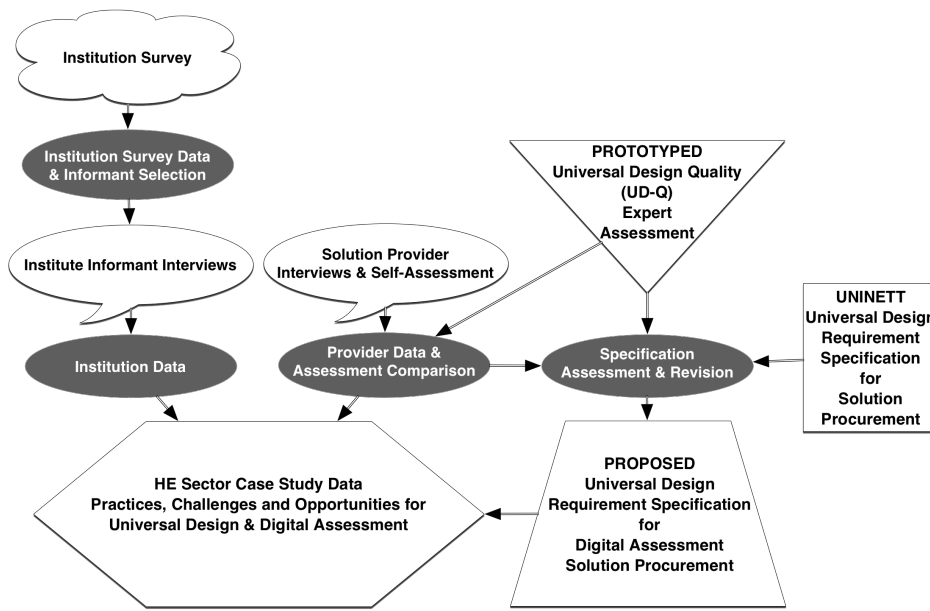 Institution Survey
Institution Survey Data
& Informant Selection
Institute Informant Interviews
Institution Data
Solution Provider
Interviews & Self-Assessment
Provider Data &
Assessment Comparison
PROTOTYPED
Universal Design Quality
(UD-Q)
Expert
Assessment
Specification
Assessment & Revision
UNINETT
Universal Design
Requirement
Specification
for
Solution
Procurement
HE Sector Case Study Data
Practices, Challenges and Opportunities for
Universal Design & Digital Assessment
PROPOSED
Universal Design
Requirement Specification
for
Digital Assessment
Solution Procurement